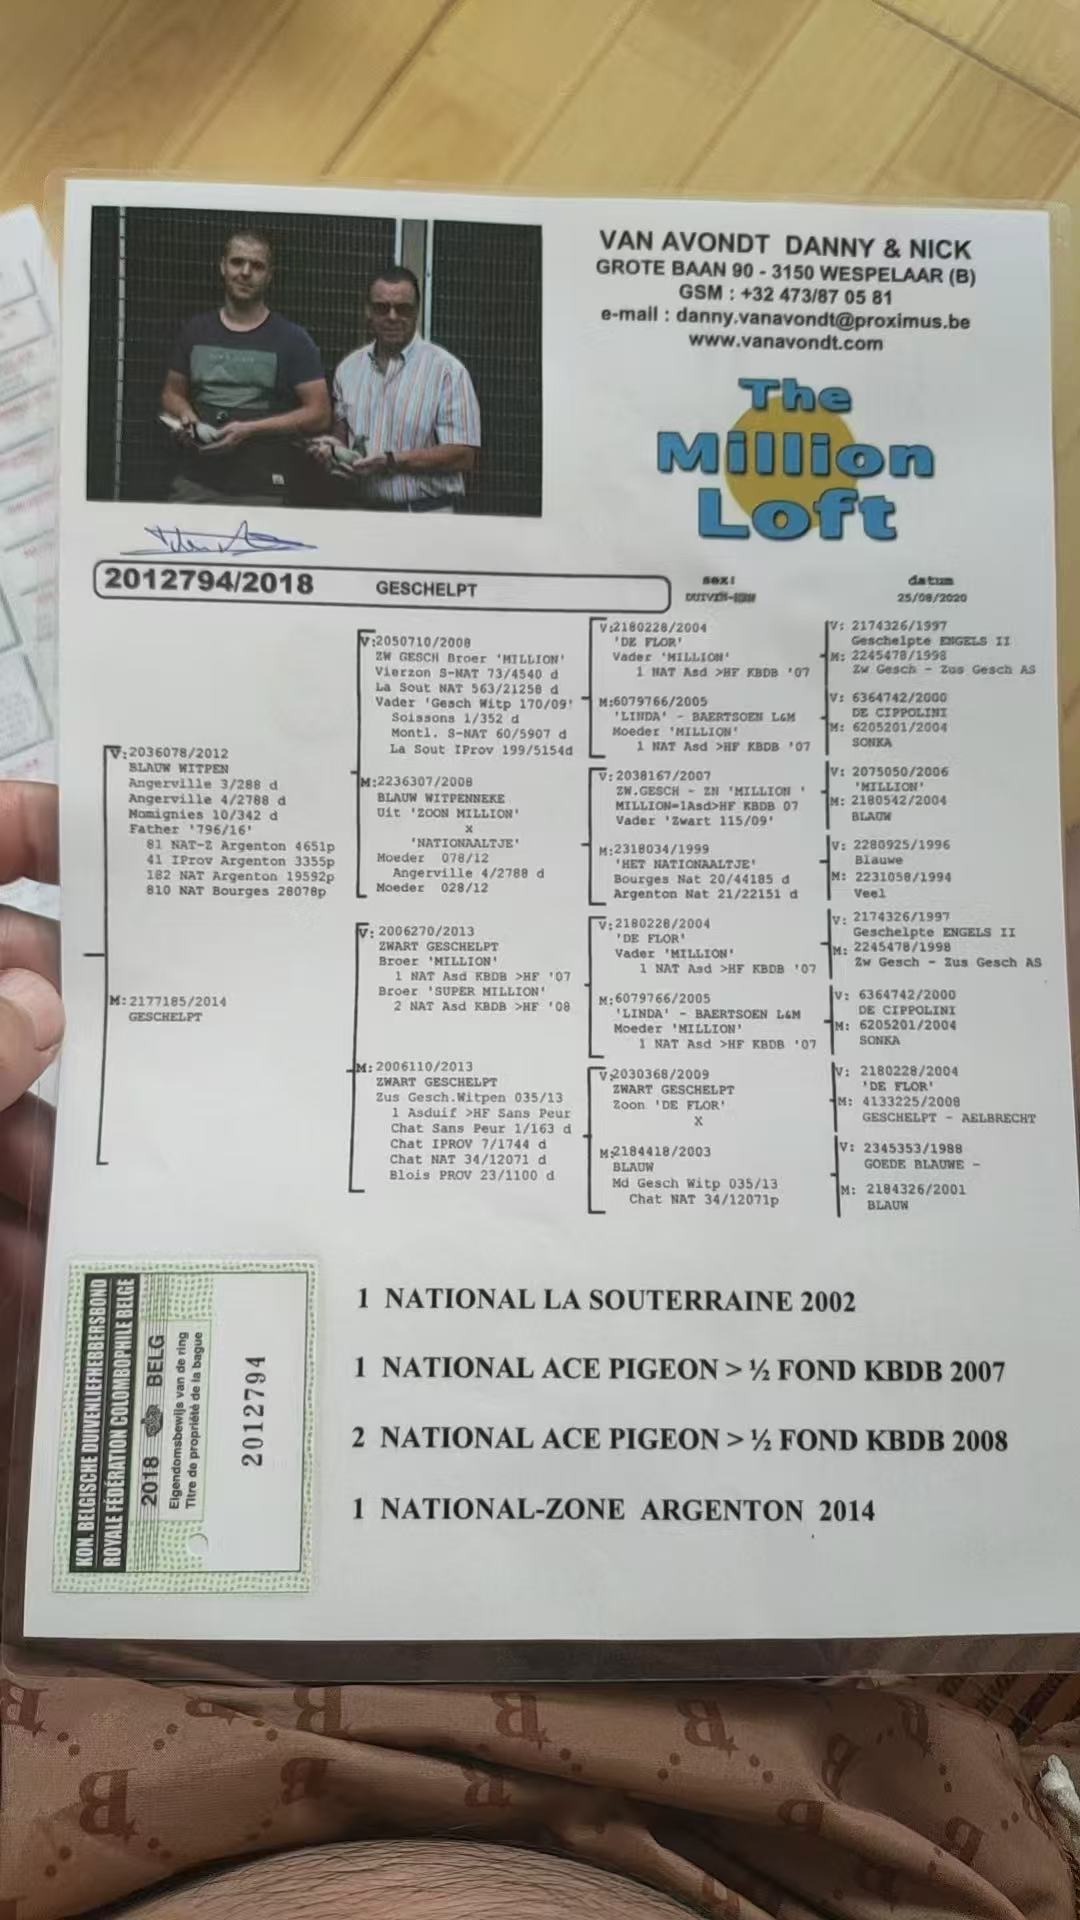 VAN AVONDT DANNY & NICK
GROTE BAAN 90 - 3150 WESPELAAR (B)
GSM : +32 473/87 05 81
e-mail : danny.vanavondt@proximus.be
www.vanavondt.com
The
Million
Loft
2012794/2018 GESCHELPT
sex:
datum
25/08/2020
V:2036078/2012
BLAUW WITPEN
Angerville 3/288 d
Angerville 4/2788 d
Momignies 10/342 d
Father '796/16'
81 NAT-Z Argenton 4651p
41 IProv Argenton 3355p
182 NAT Argenton 19592p
810 NAT Bourges 28078p
M:2177185/2014
GESCHELPT
V:2050710/2008
ZW GESCH Broer 'MILLION'
Vierzon S-NAT 73/4540 d
La Sout NAT 563/21258 d
Vader 'Gesch Witp 170/09'
Soissons 1/352 d
Montl. S-NAT 60/5907 d
La Sout IProv 199/5154d
M:2236307/2008
BLAUW WITPENNEKE
Uit 'ZOON MILLION'
x
'NATIONAALTJE'
Moeder 078/12
Angerville 4/2788 d
Moeder 028/12
V: 2006270/2013
ZWART GESCHELPT
Broer 'MILLION'
1 NAT Asd KBDB >HF '07
Broer 'SUPER MILLION'
2 NAT Asd KBDB >HF '08
M:2006110/2013
ZWART GESCHELPT
Zus Gesch.Witpen 035/13
1 Asduif >HF Sans Peur
Chat Sans Peur 1/163 d
Chat IPROV 7/1744 d
Chat NAT 34/12071 d
Blois PROV 23/1100 d
V:2180228/2004
'DE FLOR'
Vader 'MILLION'
1 NAT Asd >HF KBDB '07
M:6079766/2005
'LINDA' - BAERTSOEN L&M
Moeder 'MILLION'
1 NAT Asd >HF KBDB '07
V:2038167/2007
ZW.GESCH - ZN 'MILLION '
MILLION=1Asd>HF KBDB 07
Vader 'Zwart 115/09'
M:2318034/1999
'HET NATIONAALTJE'
Bourges Nat 20/44185 d
Argenton Nat 21/22151 d
V:2180228/2004
'DE FLOR'
Vader 'MILLION'
1 NAT Asd >HF KBDB '07
M:6079766/2005
'LINDA' - BAERTSOEN L&M
Moeder 'MILLION'
1 NAT Asd >HF KBDB '07
V:2030368/2009
ZWART GESCHELPT
Zoon 'DE FLOR'
X
M:2184418/2003
BLAUW
Md Gesch Witp 035/13
Chat NAT 34/12071p
V: 2174326/1997
Geschelpte ENGELS II
M: 2245478/1998
Zw Gesch - Zus Gesch AS
V: 6364742/2000
DE CIPPOLINI
M: 6205201/2004
SONKA
V: 2075050/2006
'MILLION'
M: 2180542/2004
BLAUW
V: 2280925/1996
Blauwe
M: 2231058/1994
Veel
V: 2174326/1997
Geschelpte ENGELS II
M: 2245478/1998
Zw Gesch - Zus Gesch AS
V: 6364742/2000
DE CIPPOLINI
M: 6205201/2004
SONKA
V: 2180228/2004
'DE FLOR'
M: 4133225/2008
GESCHELPT - AELBRECHT
V: 2345353/1988
GOEDE BLAUWE -
M: 2184326/2001
BLAUW
KON. BELGISCHE DUIVENLIEFHEBBERSBOND
ROYALE FÉDÉRATION COLOMBOPHILE BELGE
2018 BELG
Eigendomsbewijs van de ring
Titre de propriété de la bague
2012794
1 NATIONAL LA SOUTERRAINE 2002
1 NATIONAL ACE PIGEON > ½ FOND KBDB 2007
2 NATIONAL ACE PIGEON > ½ FOND KBDB 2008
1 NATIONAL-ZONE ARGENTON 2014